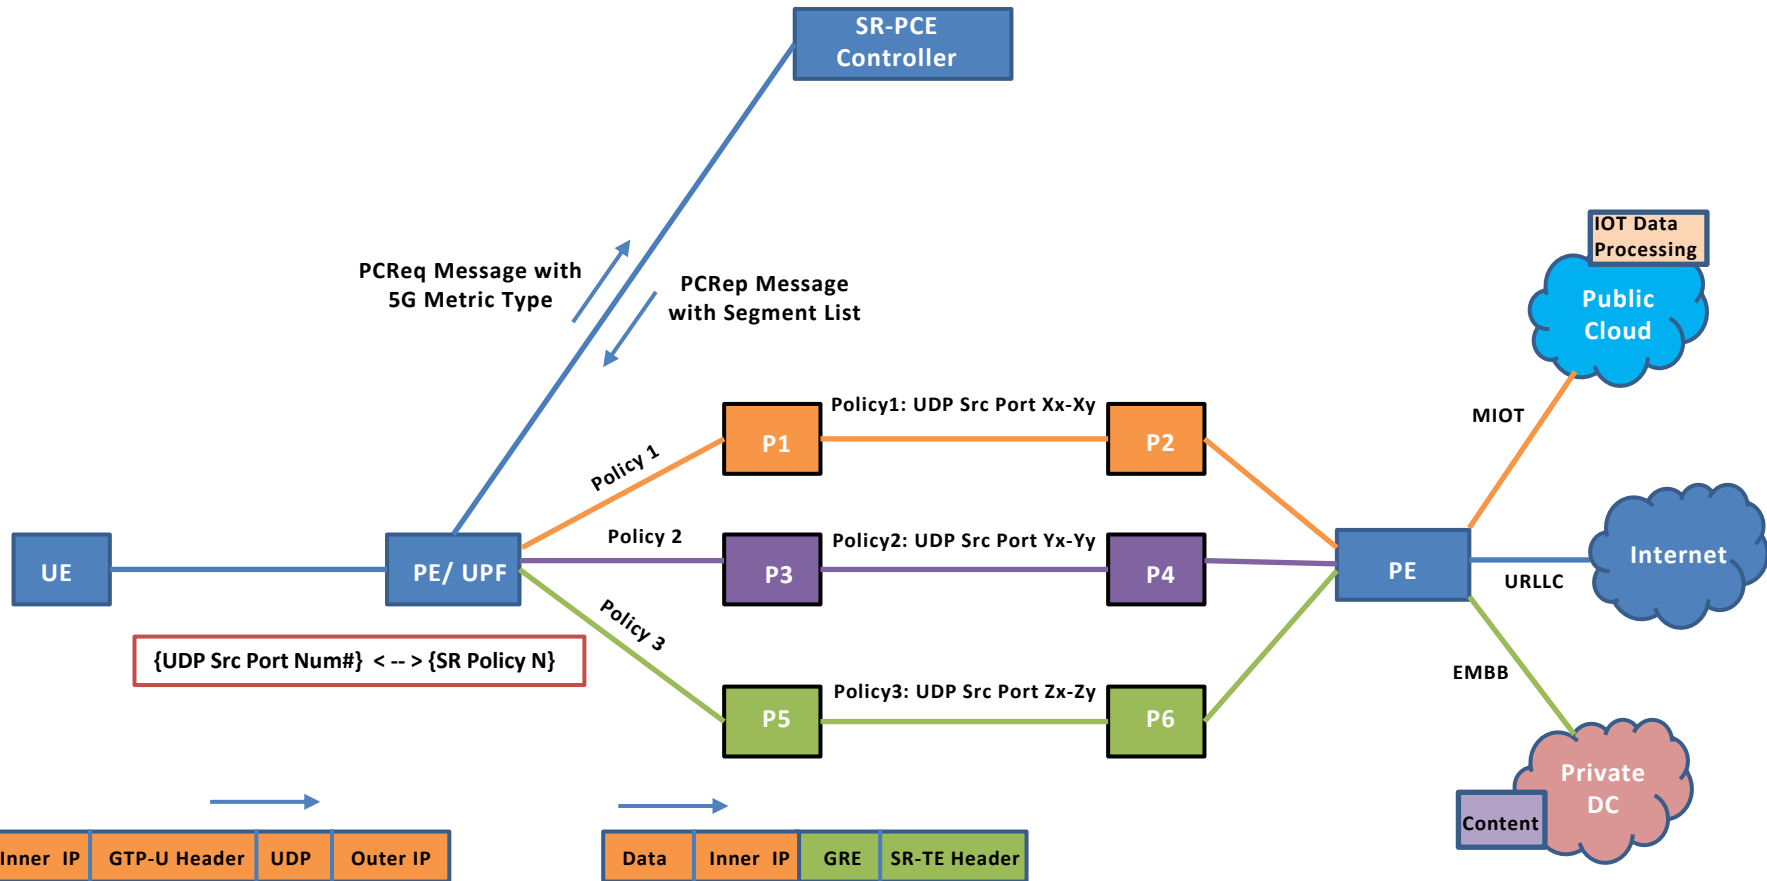 SR-PCE
Controller
IOT Data
Processing
PCReq Message with
5G Metric Type
PCRep Message
with Segment List
Public
Cloud
Policy1: UDP Src Port Xx-Xy
MIOT
P1
P2
Policy 1
Policy 2
Policy2: UDP Src Port Yx-Yy
UE
PE/ UPF
P3
P4
PE
Internet
URLLC
Policy 3
{UDP Src Port Num#} < -- > {SR Policy N}
EMBB
Policy3: UDP Src Port Zx-Zy
P5
P6
Private
DC
Content
Inner IP GTP-U Header UDP Outer IP
Data Inner IP GRE SR-TE Header